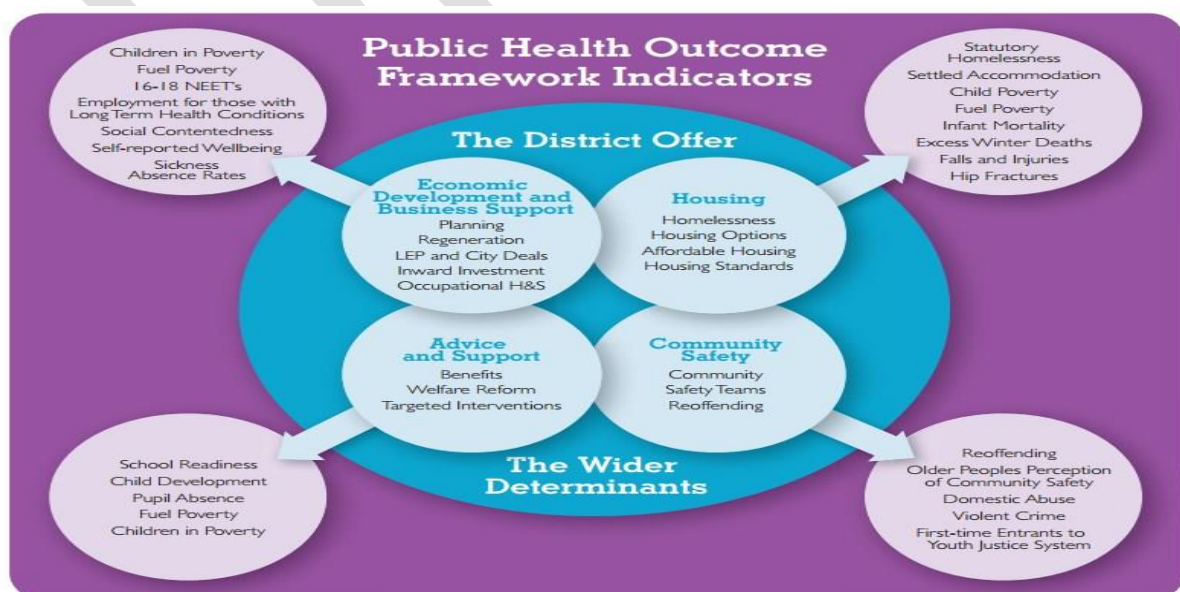 Public Health Outcome
Framework Indicators
Children in Poverty
Fuel Poverty
16-18 NEET's
Employment for those with
Long Term Health Conditions
Social Contentedness
Self-reported Wellbeing
Sickness
Absence Rates
Statutory
Homelessness
Settled Accommodation
Child Poverty
Fuel Poverty
Infant Mortality
Excess Winter Deaths
Falls and Injuries
Hip Fractures
The District Offer
Economic
Development and
Business Support
Planning
Regeneration
LEP and City Deals
Inward Investment
Occupational H&S
Housing
Homelessness
Housing Options
Affordable Housing
Housing Standards
Advice
and Support
Benefits
Welfare Reform
Targeted Interventions
Community
Safety
Community
Safety Teams
Reoffending
The Wider
Determinants
School Readiness
Child Development
Pupil Absence
Fuel Poverty
Children in Poverty
Reoffending
Older Peoples Perception
of Community Safety
Domestic Abuse
Violent Crime
First-time Entrants to
Youth Justice System